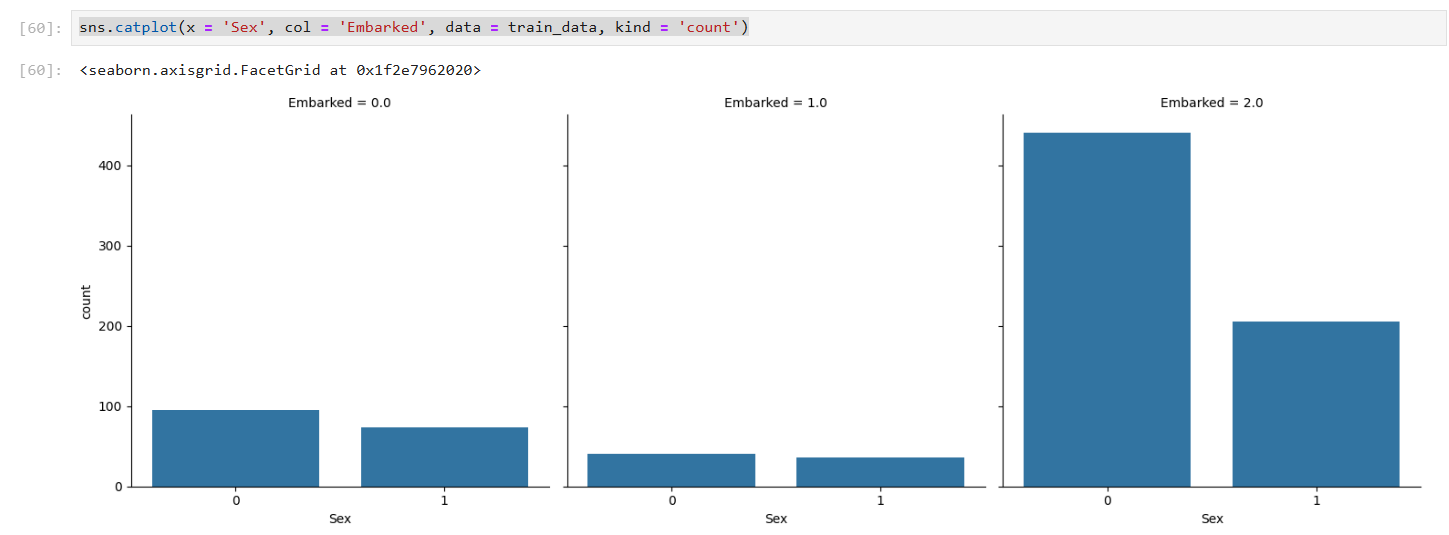 [60]: sns.catplot(x = 'Sex', col = 'Embarked', data = train_data, kind = 'count')
[60]: <seaborn.axisgrid.FacetGrid at 0x1f2e7962020>
Embarked = 0.0
Embarked = 1.0
Embarked = 2.0
400
300
200
100
0
count
0 1
Sex
0 1
Sex
0 1
Sex